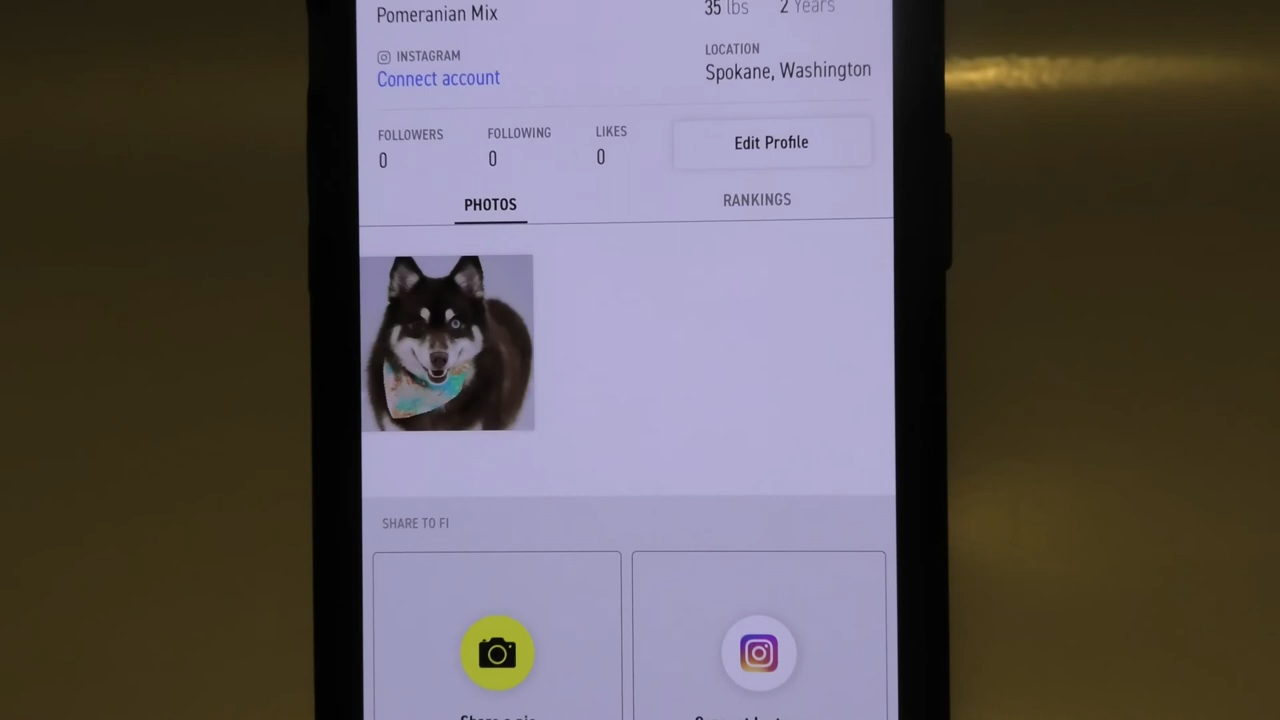 Pomeranian Mix
35 lbs 2 Years
INSTAGRAM
Connect account
LOCATION
Spokane, Washington
FOLLOWERS
0
FOLLOWING
0
LIKES
0
Edit Profile
PHOTOS
RANKINGS
SHARE TO FI